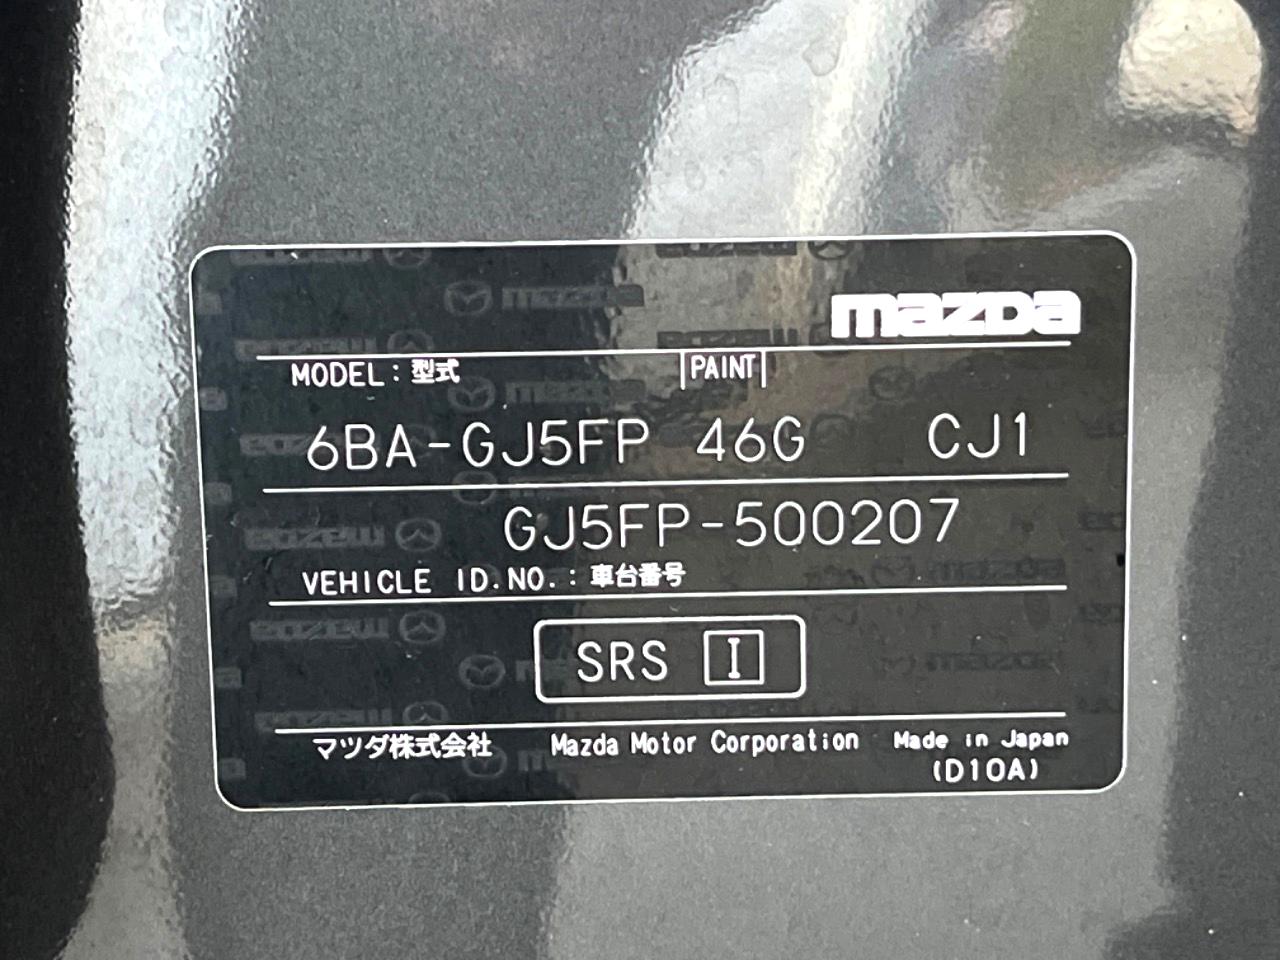 mazda
MODEL : 型式 PAINT
6BA-GJ5FP 46G CJ1
GJ5FP-500207
VEHICLE ID.NO. : 車台番号
SRS I
マツダ株式会社 Mazda Motor Corporation Made in Japan
(D10A)